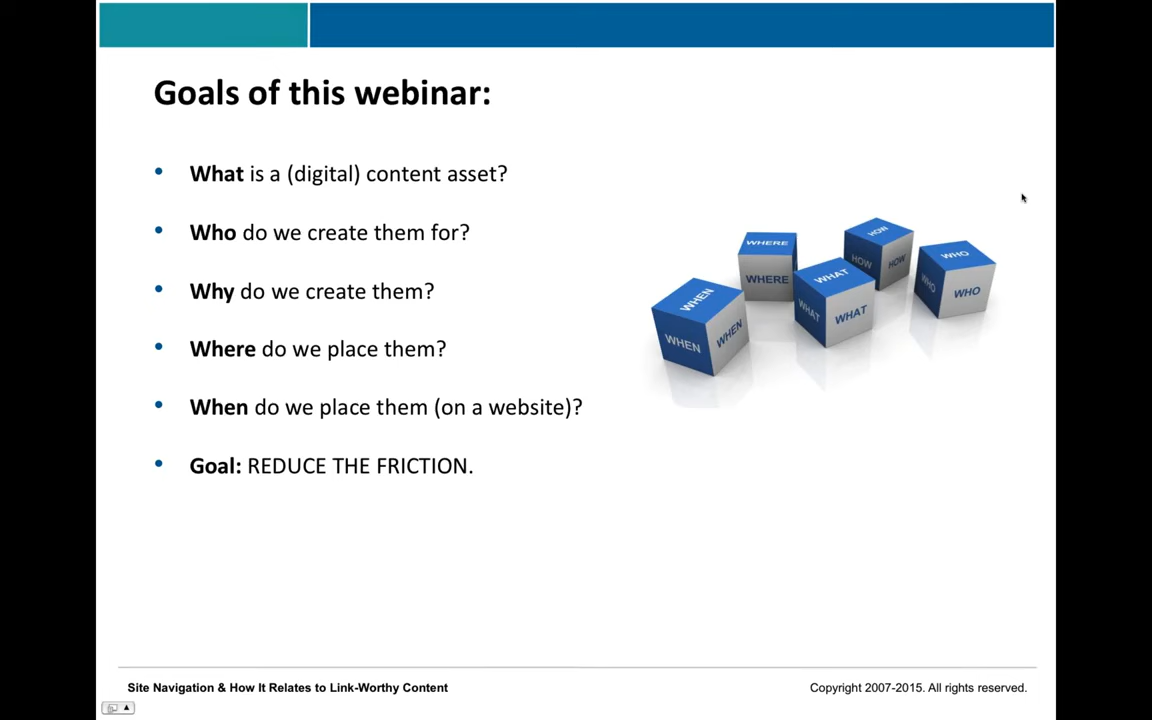 Goals of this webinar:
• What is a (digital) content asset?
• Who do we create them for?
• Why do we create them?
• Where do we place them?
• When do we place them (on a website)?
• Goal: REDUCE THE FRICTION.
WHERE
WHERE
HOW
HOW
HOW
WHO
WHO
WHO
WHAT
WHAT
WHAT
WHEN
WHEN
WHEN
Site Navigation & How It Relates to Link-Worthy Content
Copyright 2007-2015. All rights reserved.